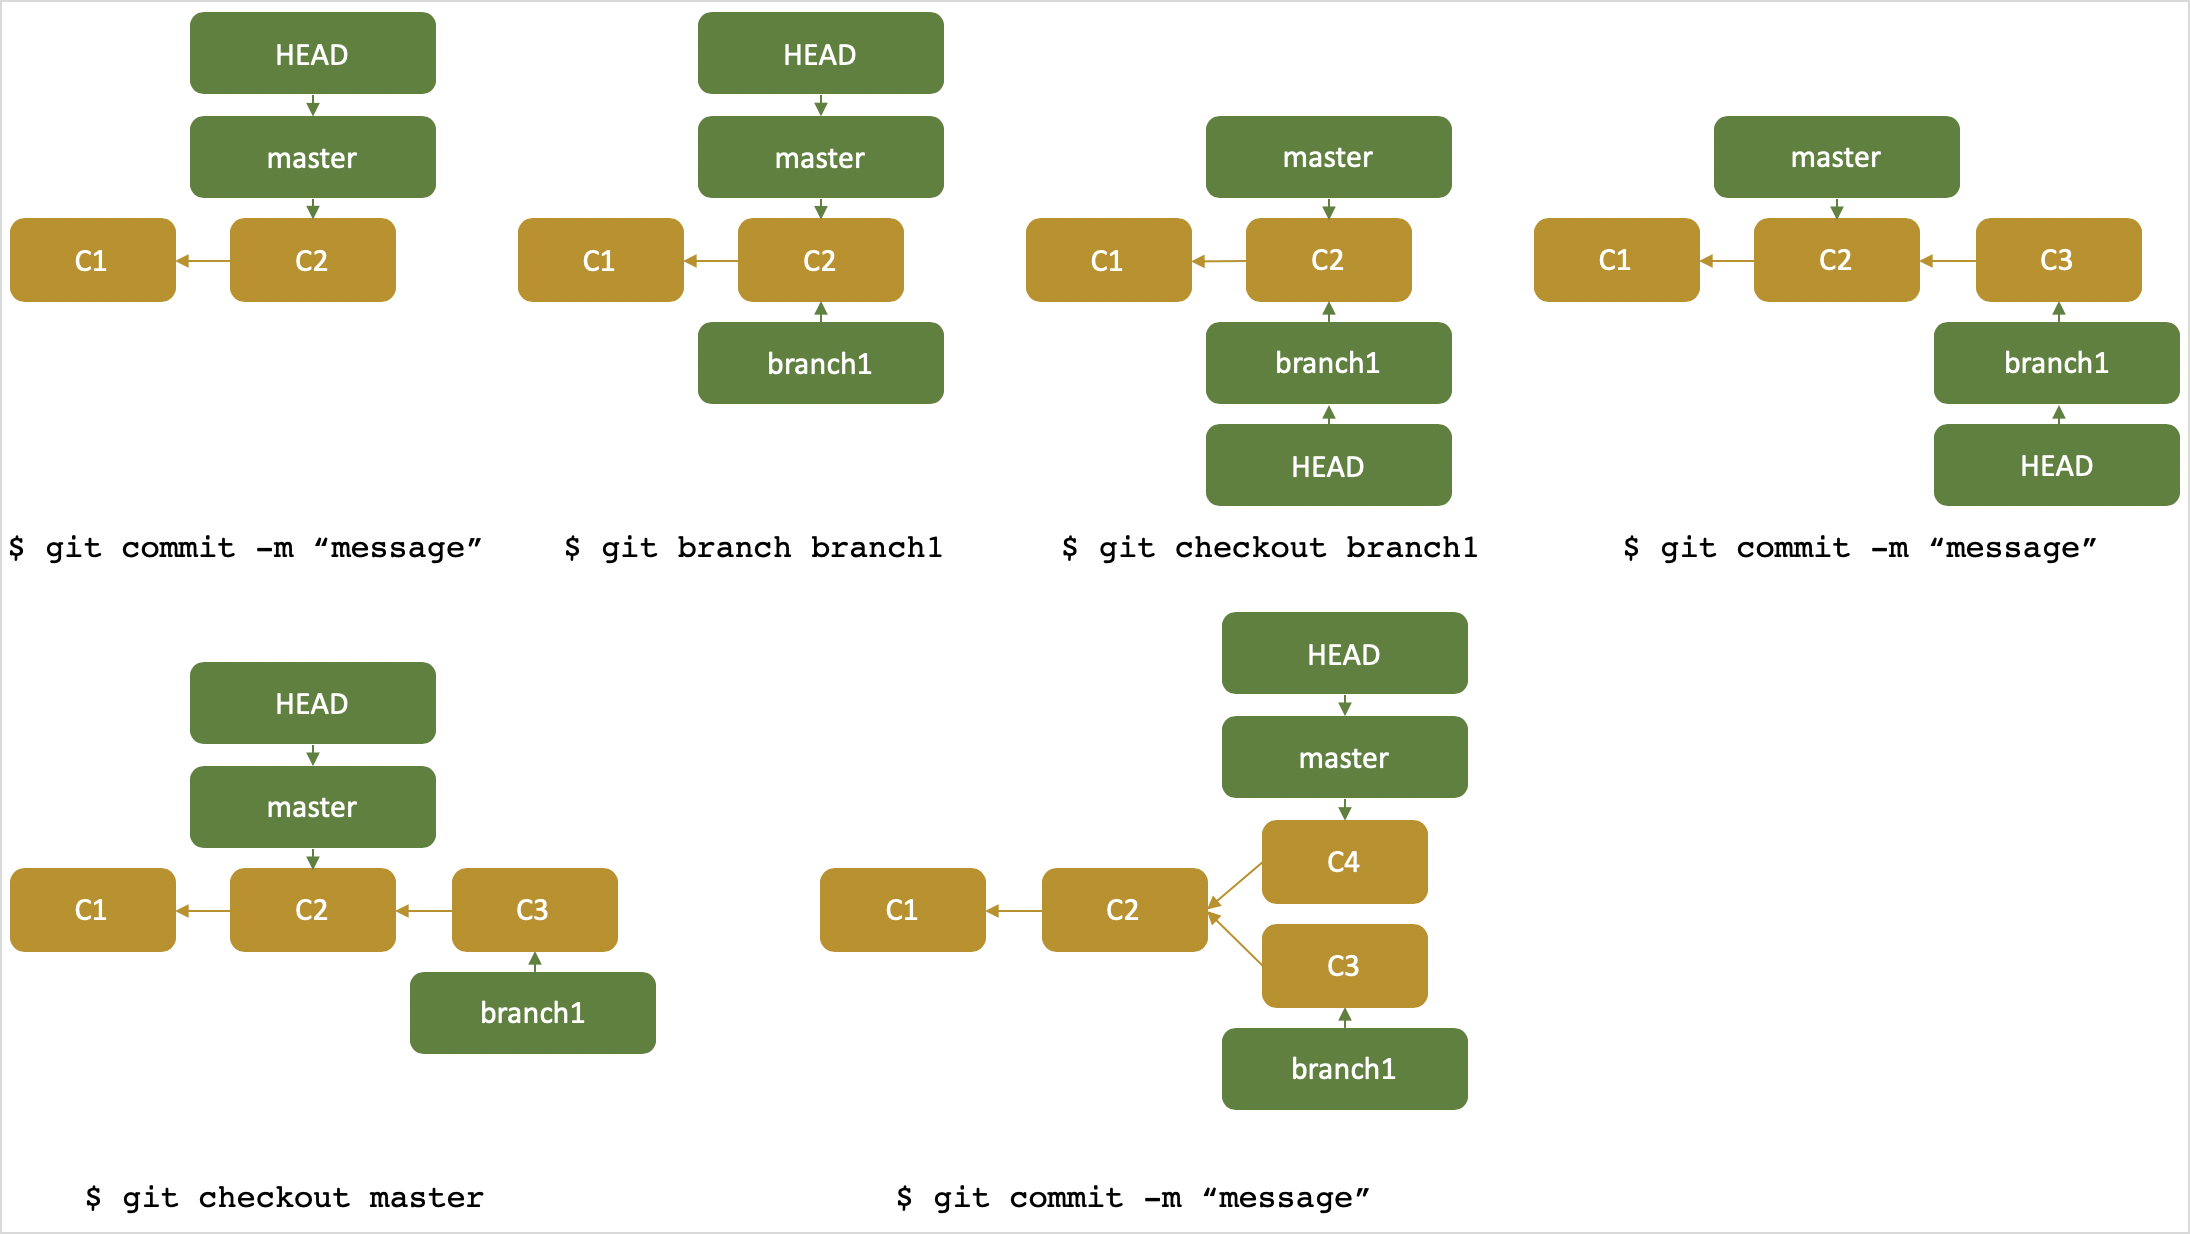 HEAD
master
C1
C2
$ git commit -m “message”
HEAD
master
C1
C2
branch1
$ git branch branch1
master
C1
C2
branch1
HEAD
$ git checkout branch1
master
C1
C2
C3
branch1
HEAD
$ git commit -m “message”
HEAD
master
C1
C2
C3
branch1
$ git checkout master
HEAD
master
C4
C1
C2
C3
branch1
$ git commit -m “message”